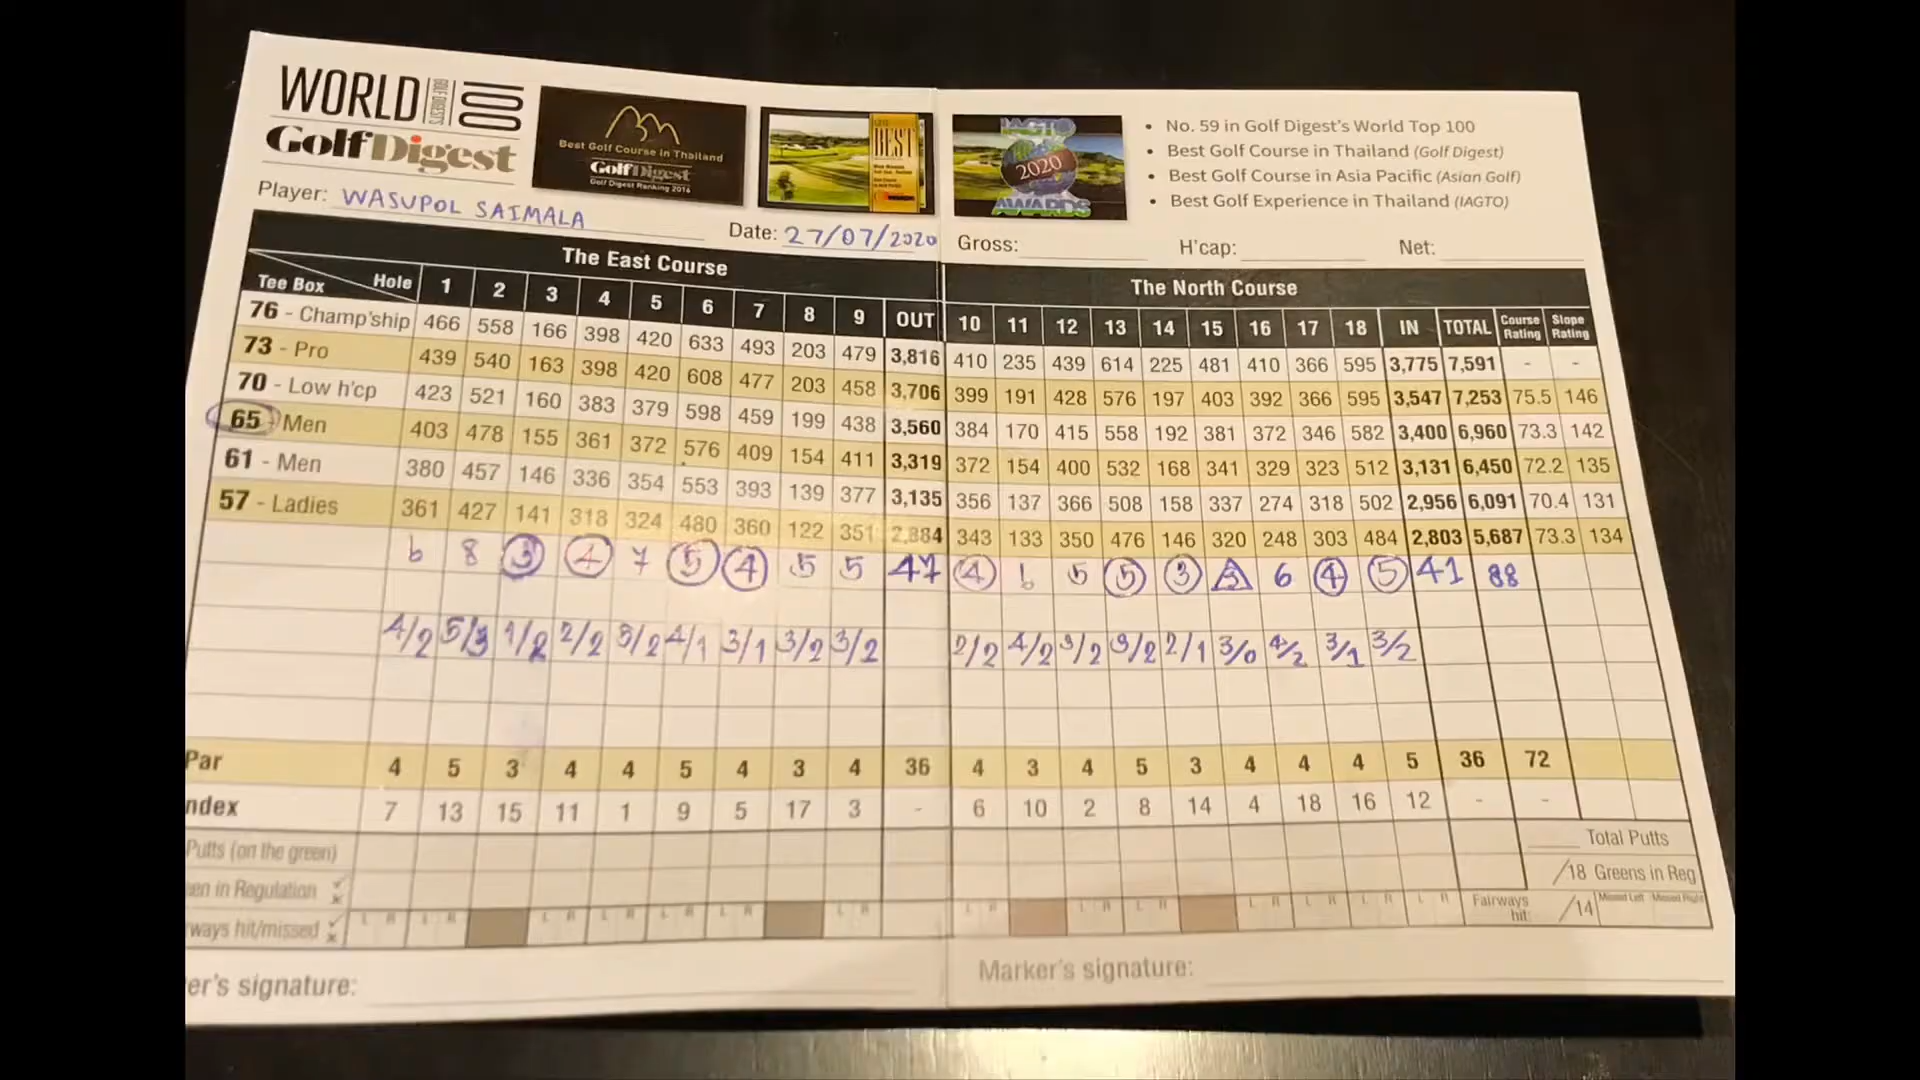 WORLD GOLF DIGEST'S 100
GolfDigest
Best Golf Course in Thailand
GolfDigest
Golf Digest Ranking 2016
BEST
IAGTO
2020
AWARDS
• No. 59 in Golf Digest's World Top 100
• Best Golf Course in Thailand (Golf Digest)
• Best Golf Course in Asia Pacific (Asian Golf)
• Best Golf Experience in Thailand (IAGTO)
Player: WASUPOL SAIMALA
Date: 27/07/2020 Gross: H'cap: Net:
The East Course The North Course
Tee Box Hole 1 2 3 4 5 6 7 8 9 OUT 10 11 12 13 14 15 16 17 18 IN TOTAL Course Rating Slope Rating
76 - Champ'ship 466 558 166 398 420 633 493 203 479 3,816 410 235 439 614 225 481 410 366 595 3,775 7,591 - -
73 - Pro 439 540 163 398 420 608 477 203 458 3,706 399 191 428 576 197 403 392 366 595 3,547 7,253 75.5 146
70 - Low h'cp 423 521 160 383 379 598 459 199 438 3,560 384 170 415 558 192 381 372 346 582 3,400 6,960 73.3 142
65 - Men 403 478 155 361 372 576 409 154 411 3,319 372 154 400 532 168 341 329 323 512 3,131 6,450 72.2 135
61 - Men 380 457 146 336 354 553 393 139 377 3,135 356 137 366 508 158 337 274 318 502 2,956 6,091 70.4 131
57 - Ladies 361 427 141 318 324 480 360 122 351 2,884 343 133 350 476 146 320 248 303 484 2,803 5,687 73.3 134
6 8 3 4 7 5 4 5 5 47 4 6 5 5 3 3 6 4 5 41 88
4/2 5/3 1/2 2/2 5/2 4/1 3/1 3/2 3/2 2/2 4/2 3/2 3/2 2/1 3/0 4/2 3/1 3/2
Par 4 5 3 4 4 5 4 3 4 36 4 3 4 5 3 4 4 4 5 36 72
ndex 7 13 15 11 1 9 5 17 3 - 6 10 2 8 14 4 18 16 12 - -
Putts (on the green) Total Putts
en in Regulation /18 Greens in Reg
ways hit/missed L R L R L R L R L R L R L R L R L R L R L R L R L R L R Fairways hit: /14 Missed Left Missed Right
er's signature: Marker's signature: